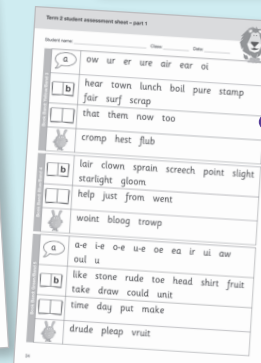 Term 2 student assessment sheet – part 1
Student name: Class: Date:
a
ow ur er ure air ear oi
b
hear town lunch boil pure stamp
fair surf scrap
that them now too
cromp hest flub
b
lair clown sprain screech point slight
starlight gloom
help just from went
woint bloog trowp
a
a-e i-e o-e u-e oe ea ir ui aw
oul u
b
like stone rude toe head shirt fruit
take draw could unit
time day put make
drude pleap vruit